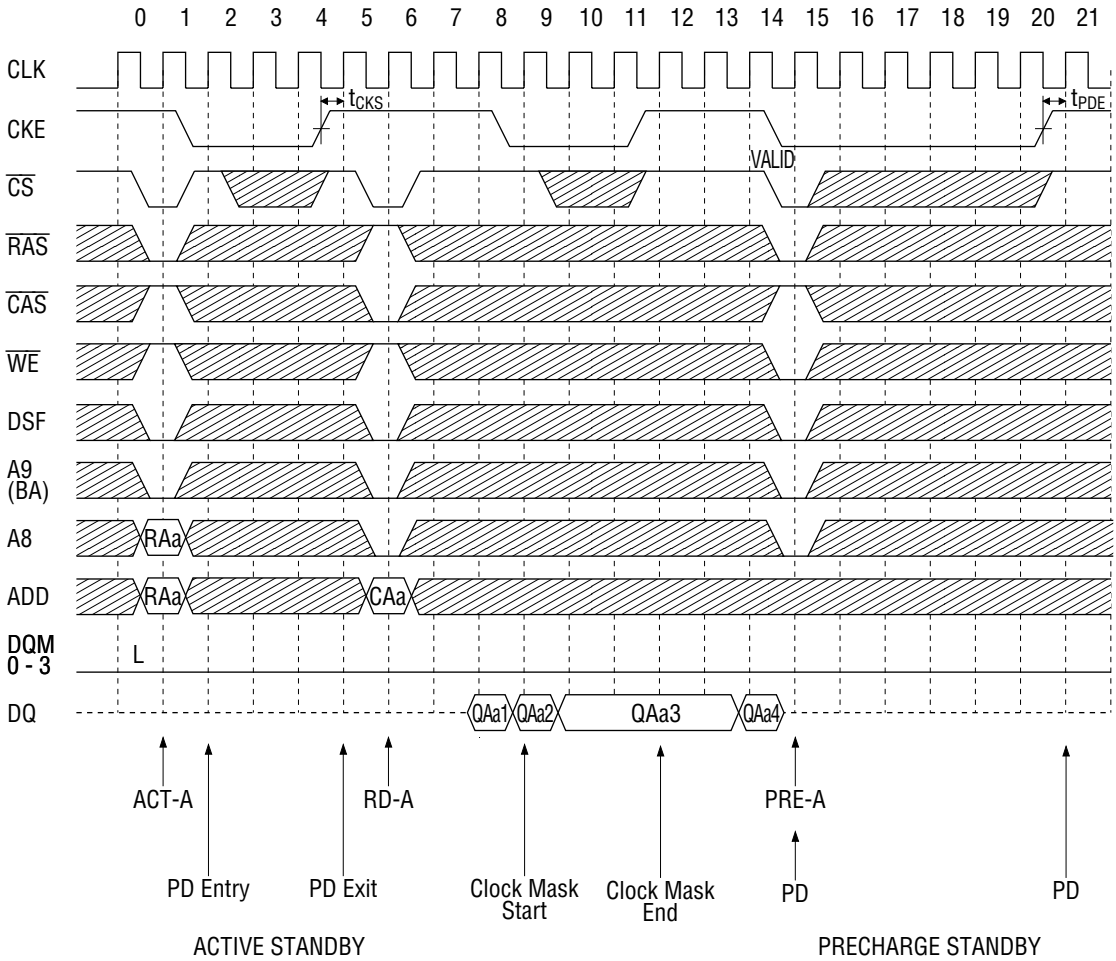 0 1 2 3 4 5 6 7 8 9 10 11 12 13 14 15 16 17 18 19 20 21
CLK
tCKS
tPDE
CKE
VALID
CS
RAS
CAS
WE
DSF
A9
(BA)
A8
RAa
ADD
RAa
CAa
DQM
0 - 3
L
DQ
QAa1
QAa2
QAa3
QAa4
ACT-A
RD-A
PRE-A
PD Entry
PD Exit
Clock Mask
Start
Clock Mask
End
PD
PD
ACTIVE STANDBY
PRECHARGE STANDBY